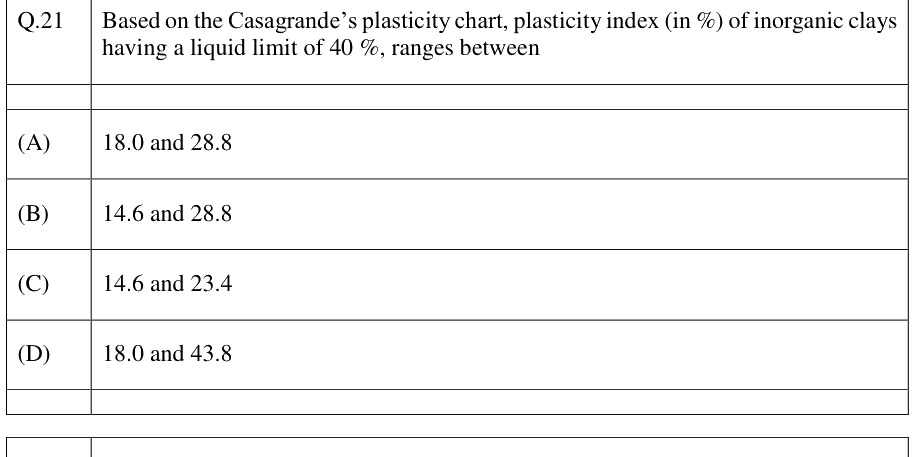 Q.21 Based on the Casagrande’s plasticity chart, plasticity index (in %) of inorganic clays
having a liquid limit of 40 %, ranges between
(A) 18.0 and 28.8
(B) 14.6 and 28.8
(C) 14.6 and 23.4
(D) 18.0 and 43.8